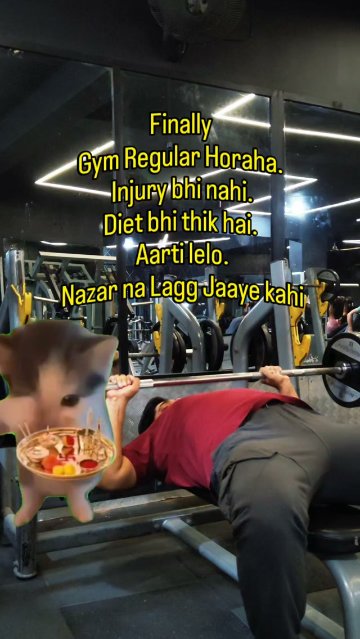 Finally
Gym Regular Horaha.
Injury bhi nahi.
Diet bhi thik hai.
Aarti lelo.
Nazar na Lagg Jaaye kahi